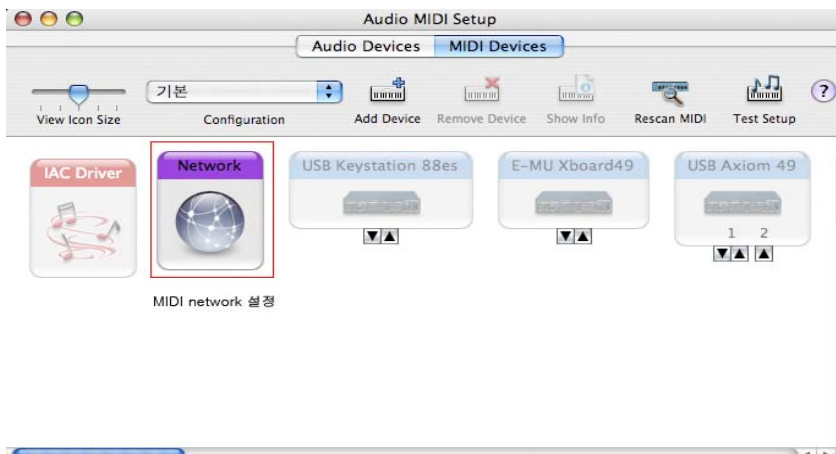 Audio MIDI Setup
Audio Devices MIDI Devices
기본
View Icon Size Configuration Add Device Remove Device Show Info Rescan MIDI Test Setup ?
IAC Driver Network USB Keystation 88es E-MU Xboard49 USB Axiom 49
1 2
MIDI network 설정